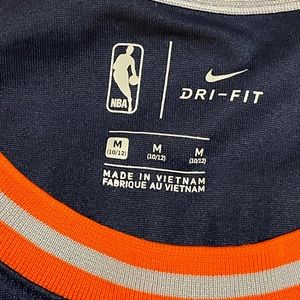 NBA
DRI-FIT
M M M
(10/12) (10/12) (10/12)
MADE IN VIETNAM
FABRIQUE AU VIETNAM